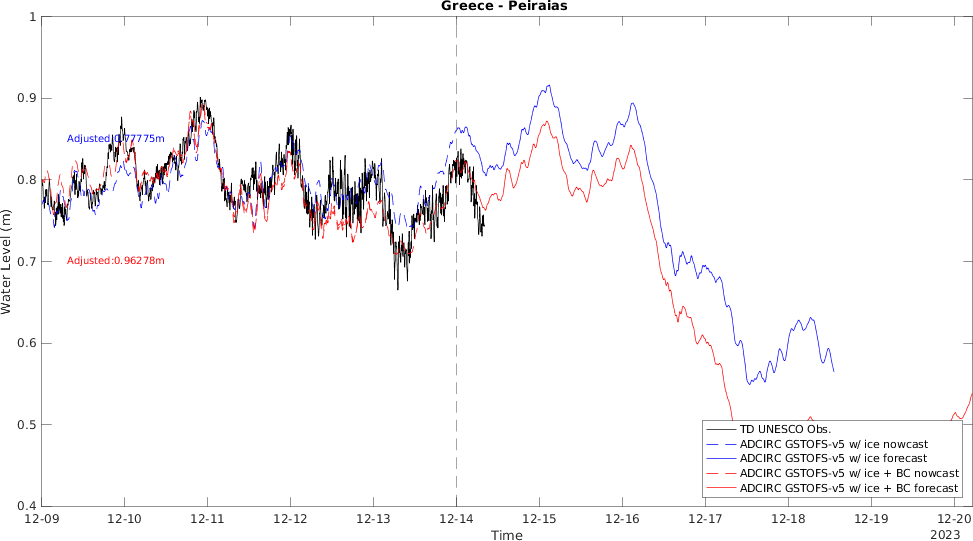 Greece - Peiraias
1
0.9
0.8
0.7
0.6
0.5
0.4
Water Level (m)
Adjusted:0.77775m
Adjusted:0.96278m
TD UNESCO Obs.
ADCIRC GSTOFS-v5 w/ ice nowcast
ADCIRC GSTOFS-v5 w/ ice forecast
ADCIRC GSTOFS-v5 w/ ice + BC nowcast
ADCIRC GSTOFS-v5 w/ ice + BC forecast
12-09 12-10 12-11 12-12 12-13 12-14 12-15 12-16 12-17 12-18 12-19 12-20
Time
2023